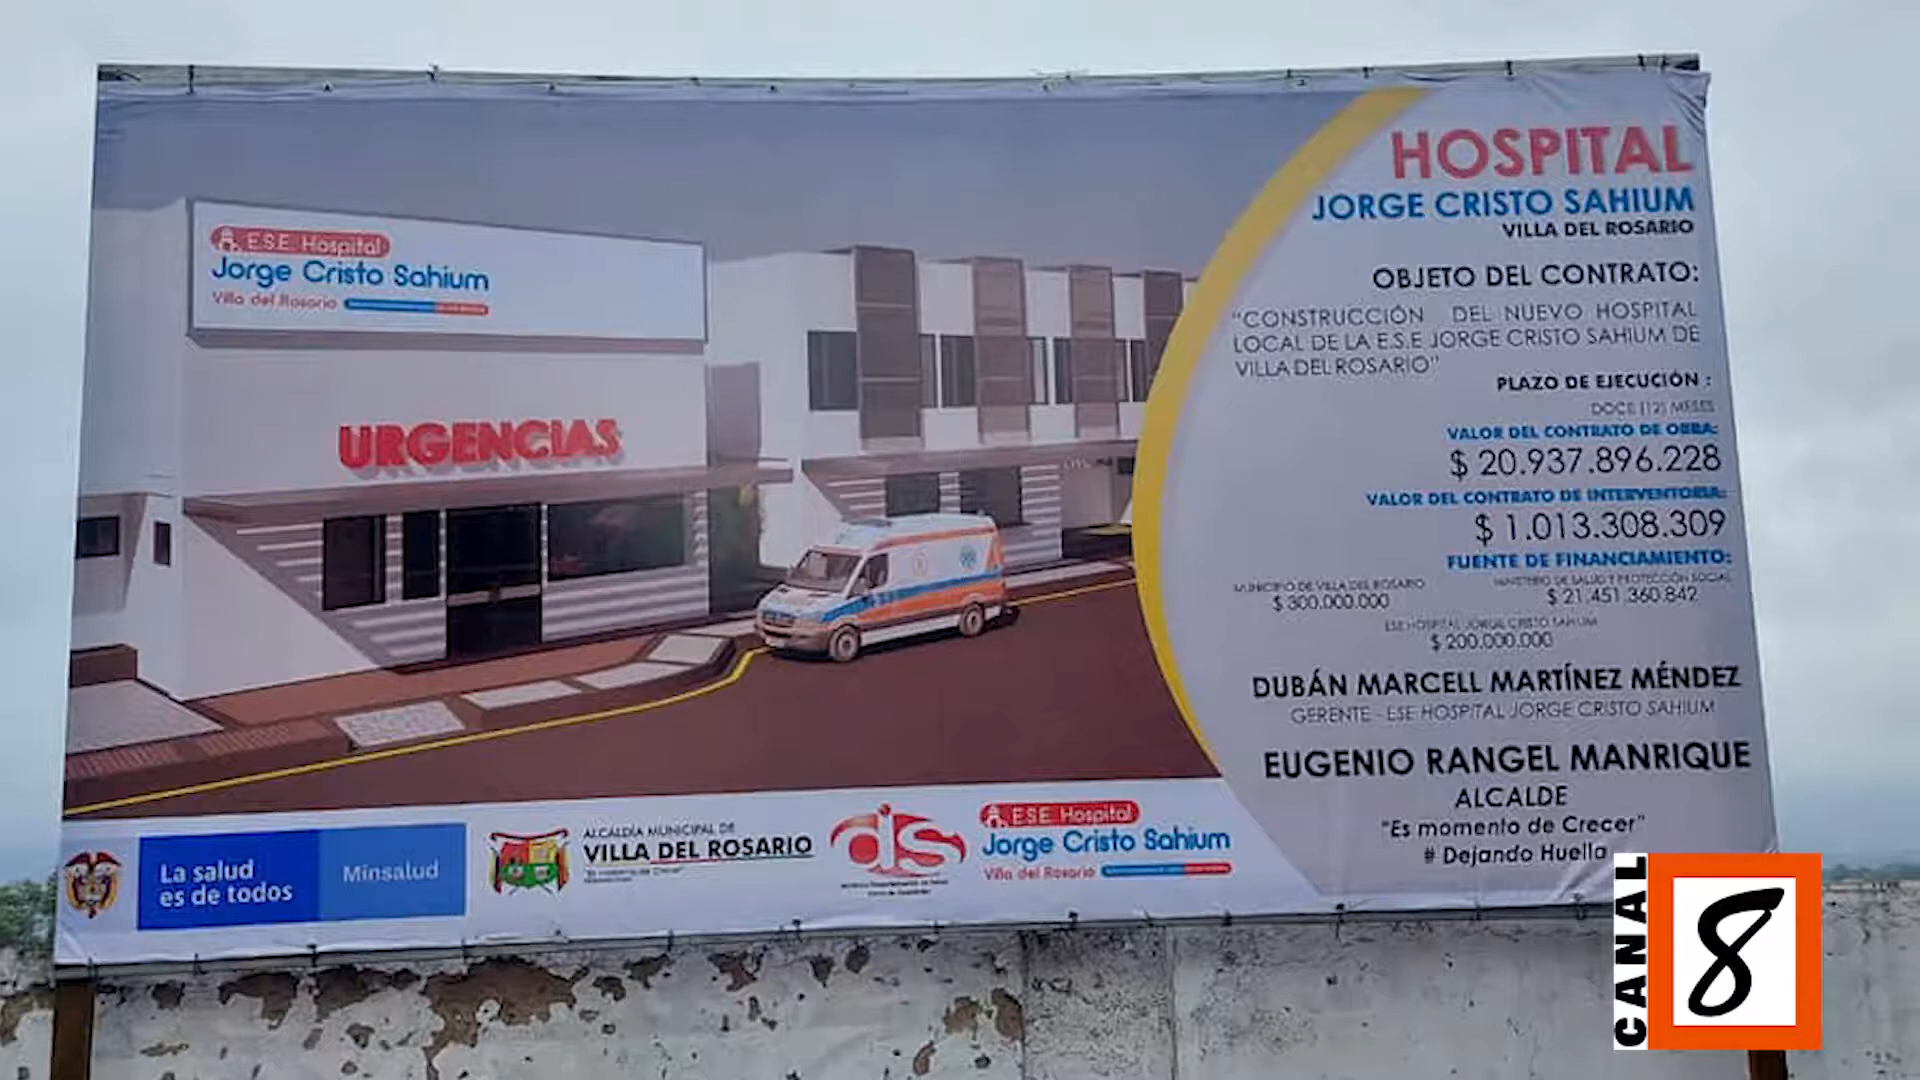 HOSPITAL
JORGE CRISTO SAHIUM
VILLA DEL ROSARIO
OBJETO DEL CONTRATO:
"CONSTRUCCIÓN DEL NUEVO HOSPITAL
LOCAL DE LA E.S.E JORGE CRISTO SAHIUM DE
VILLA DEL ROSARIO"
PLAZO DE EJECUCIÓN :
DOCE (12) MESES
VALOR DEL CONTRATO DE OBRA:
$ 20.937.896.228
VALOR DEL CONTRATO DE INTERVENTORIA:
$ 1.013.308.309
FUENTE DE FINANCIAMIENTO:
MUNICIPIO DE VILLA DEL ROSARIO
$ 300.000.000
MINISTERIO DE SALUD Y PROTECCIÓN SOCIAL
$ 21.451.360.842
ESE HOSPITAL JORGE CRISTO SAHIUM
$ 200.000.000
DUBÁN MARCELL MARTÍNEZ MÉNDEZ
GERENTE - ESE HOSPITAL JORGE CRISTO SAHIUM
EUGENIO RANGEL MANRIQUE
ALCALDE
"Es momento de Crecer"
# Dejando Huella
E.S.E. Hospital
Jorge Cristo Sahium
Villa del Rosario
URGENCIAS
La salud
es de todos
Minsalud
ALCALDÍA MUNICIPAL DE
VILLA DEL ROSARIO
ds
E.S.E. Hospital
Jorge Cristo Sahium
Villa del Rosario
CANAL
8